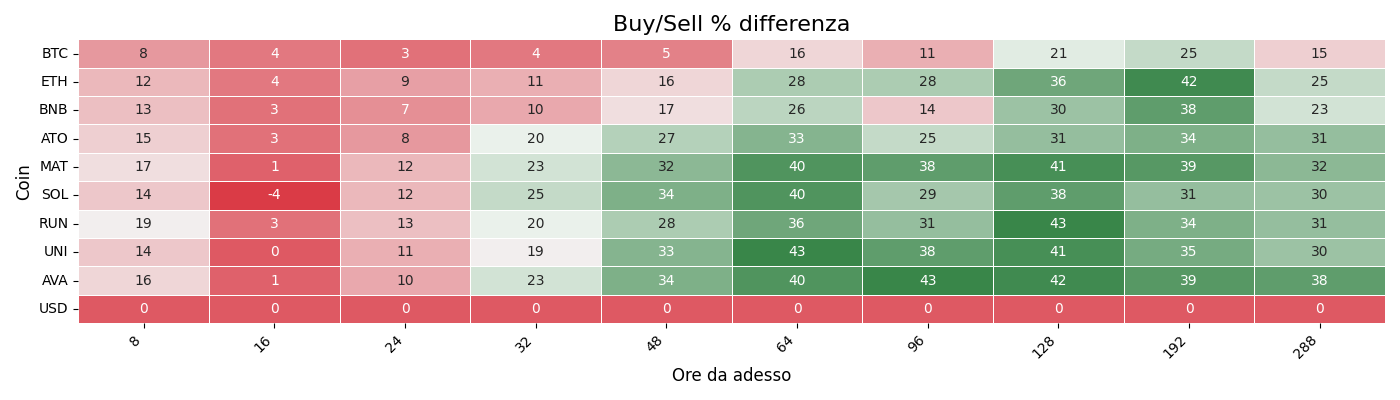 Buy/Sell % differenza
Coin
BTC 8 4 3 4 5 16 11 21 25 15
ETH 12 4 9 11 16 28 28 36 42 25
BNB 13 3 7 10 17 26 14 30 38 23
ATO 15 3 8 20 27 33 25 31 34 31
MAT 17 1 12 23 32 40 38 41 39 32
SOL 14 -4 12 25 34 40 29 38 31 30
RUN 19 3 13 20 28 36 31 43 34 31
UNI 14 0 11 19 33 43 38 41 35 30
AVA 16 1 10 23 34 40 43 42 39 38
USD 0 0 0 0 0 0 0 0 0 0
8 16 24 32 48 64 96 128 192 288
Ore da adesso